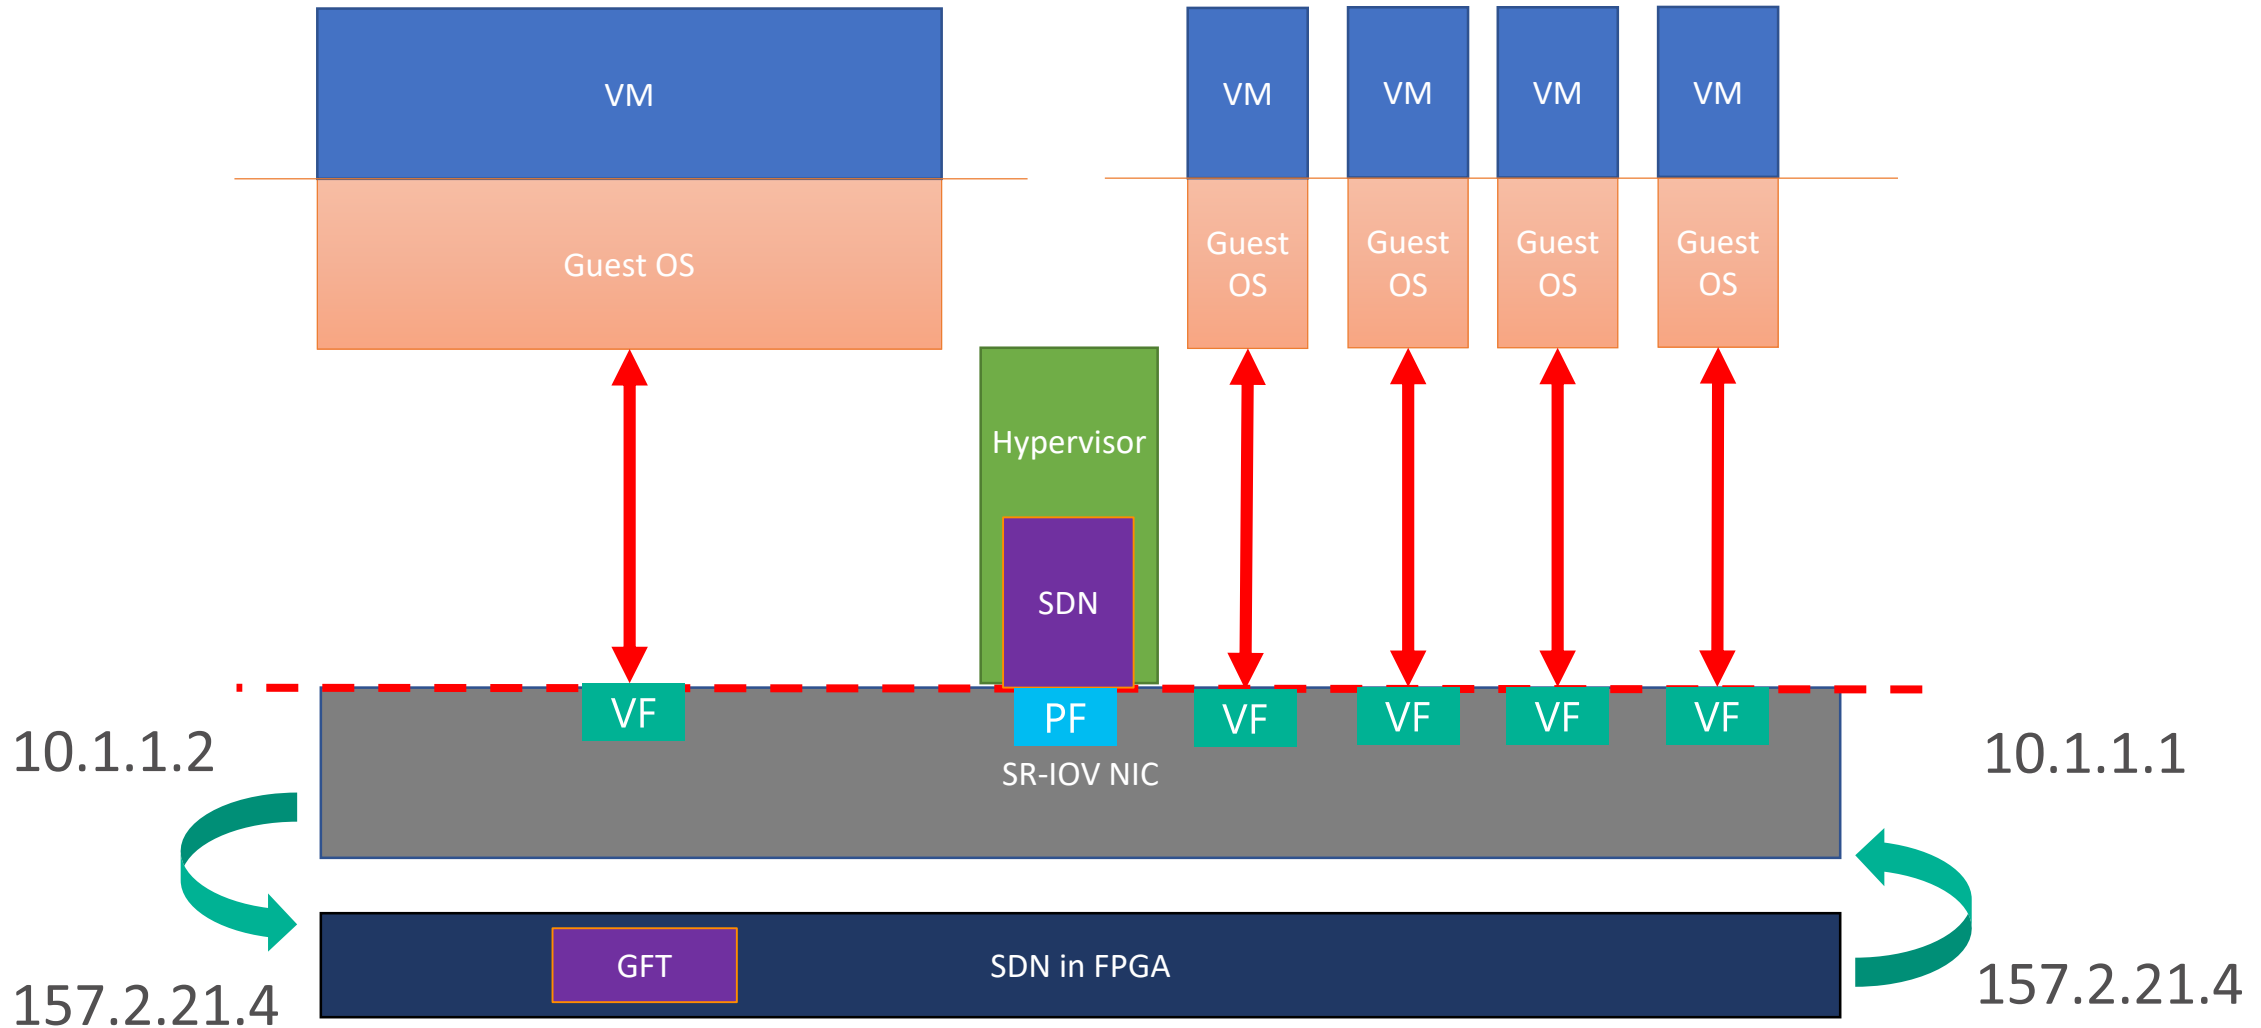 VM
VM
VM
VM
VM
Guest OS
Guest
OS
Guest
OS
Guest
OS
Guest
OS
Hypervisor
SDN
VF
PF
VF
VF
VF
VF
SR-IOV NIC
10.1.1.2
10.1.1.1
GFT
SDN in FPGA
157.2.21.4
157.2.21.4